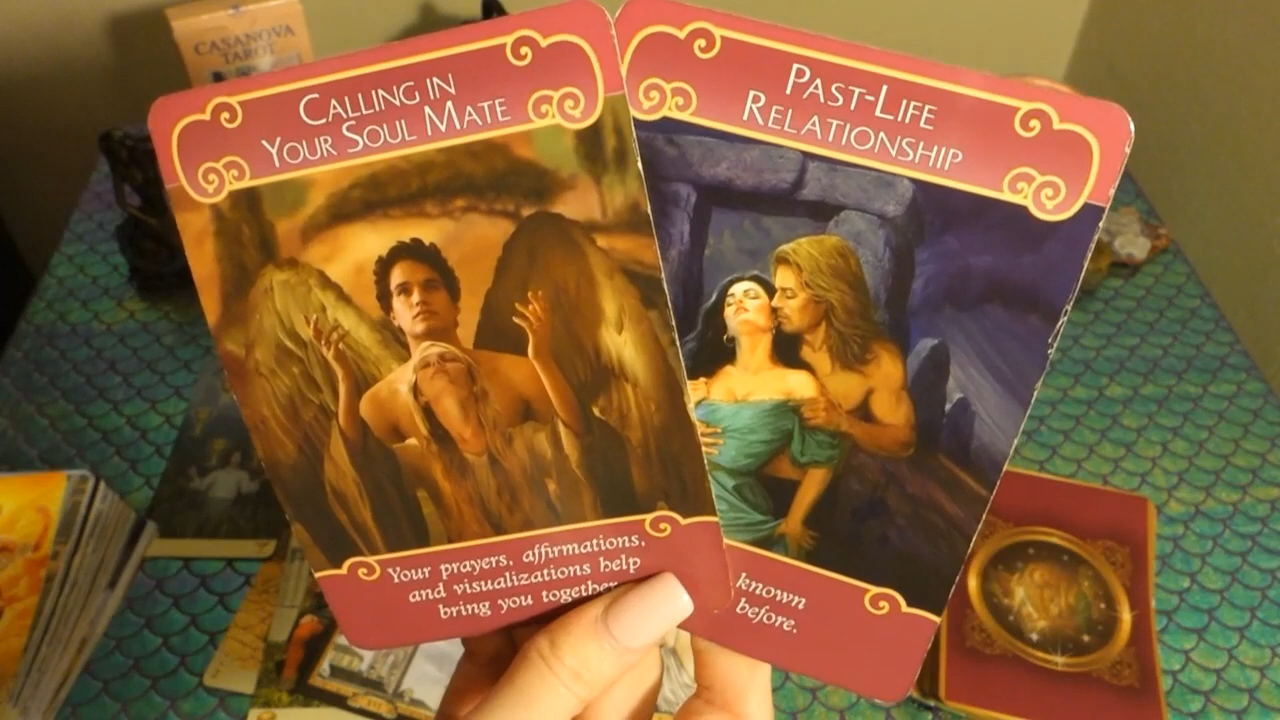 CASANOVA
TAROT
CALLING IN
YOUR SOUL MATE
Your prayers, affirmations,
and visualizations help
bring you together
PAST-LIFE
RELATIONSHIP
known
before.